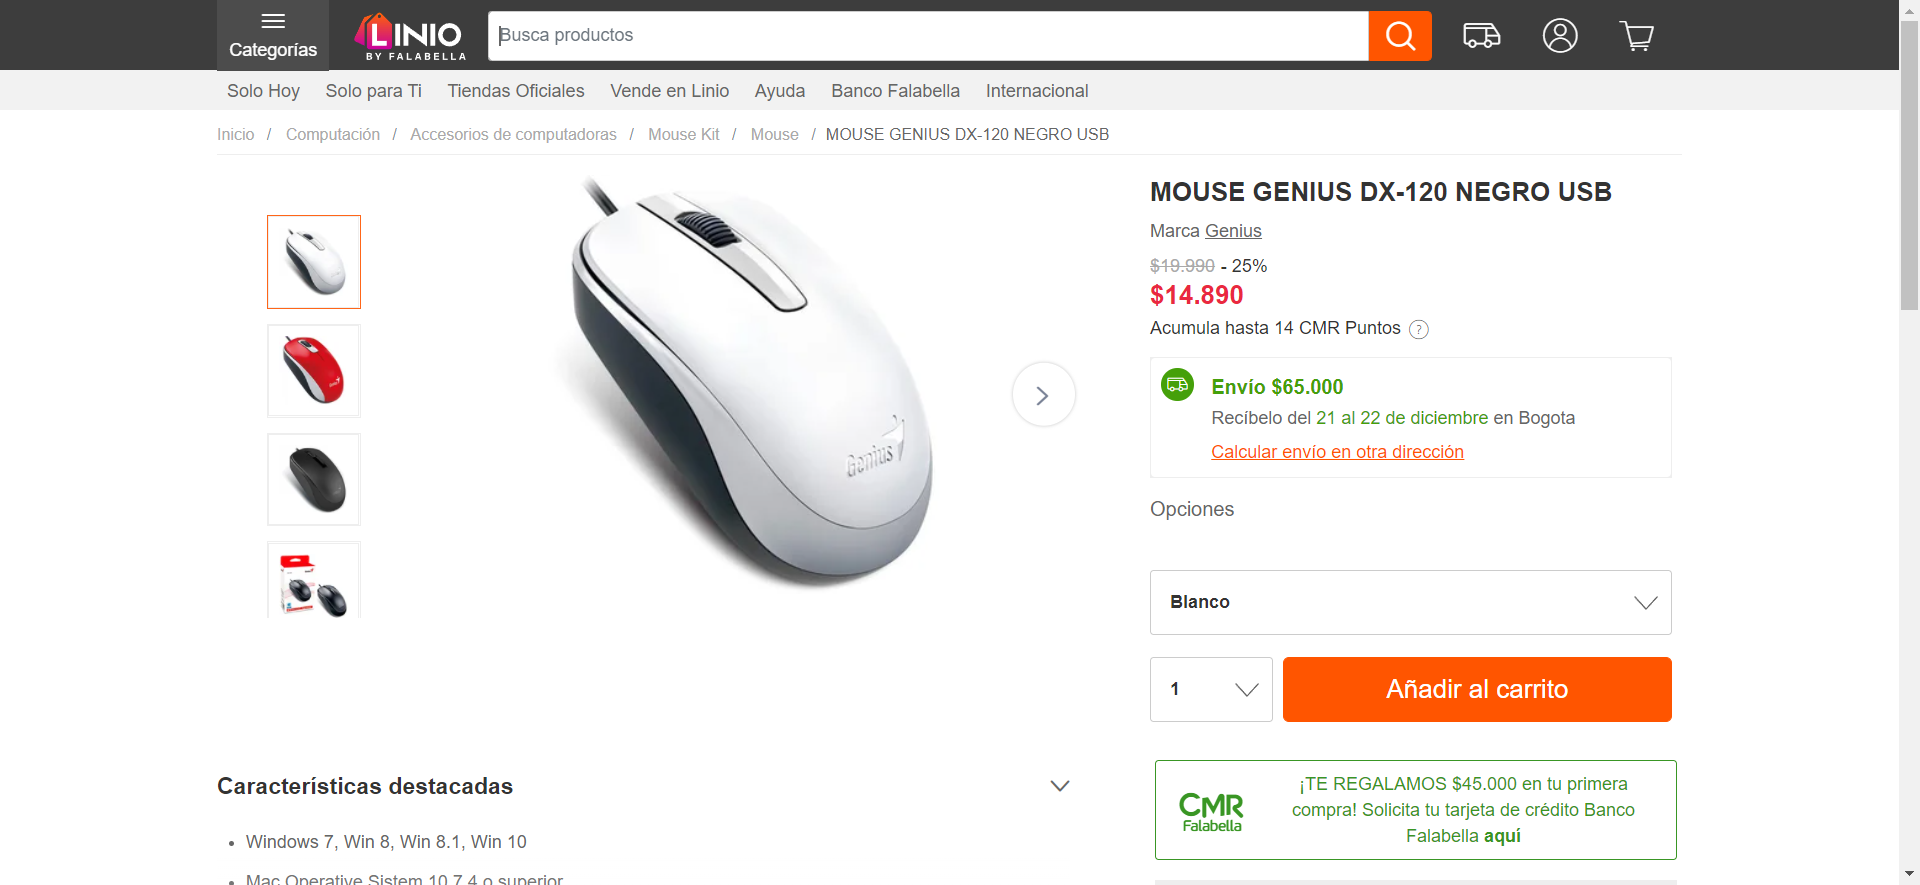 Categorías
LINIO
BY FALABELLA
Busca productos
Solo Hoy Solo para Ti Tiendas Oficiales Vende en Linio Ayuda Banco Falabella Internacional
Inicio / Computación / Accesorios de computadoras / Mouse Kit / Mouse / MOUSE GENIUS DX-120 NEGRO USB
Genius
MOUSE GENIUS DX-120 NEGRO USB
Marca Genius
$19.990 - 25%
$14.890
Acumula hasta 14 CMR Puntos ?
Envío $65.000
Recíbelo del 21 al 22 de diciembre en Bogota
Calcular envío en otra dirección
Opciones
Blanco
1
Añadir al carrito
CMR
Falabella
¡TE REGALAMOS $45.000 en tu primera
compra! Solicita tu tarjeta de crédito Banco
Falabella aquí
Características destacadas
• Windows 7, Win 8, Win 8.1, Win 10
• Mac Operative Sistem 10.7.4 o superior